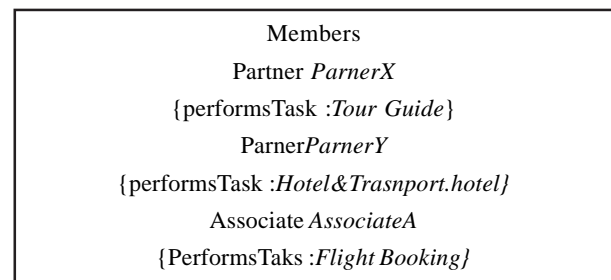 Members
Partner ParnerX
{performsTask :Tour Guide}
ParnerParnerY
{performsTask :Hotel&Trasnport.hotel}
Associate AssociateA
{PerformsTaks :Flight Booking}